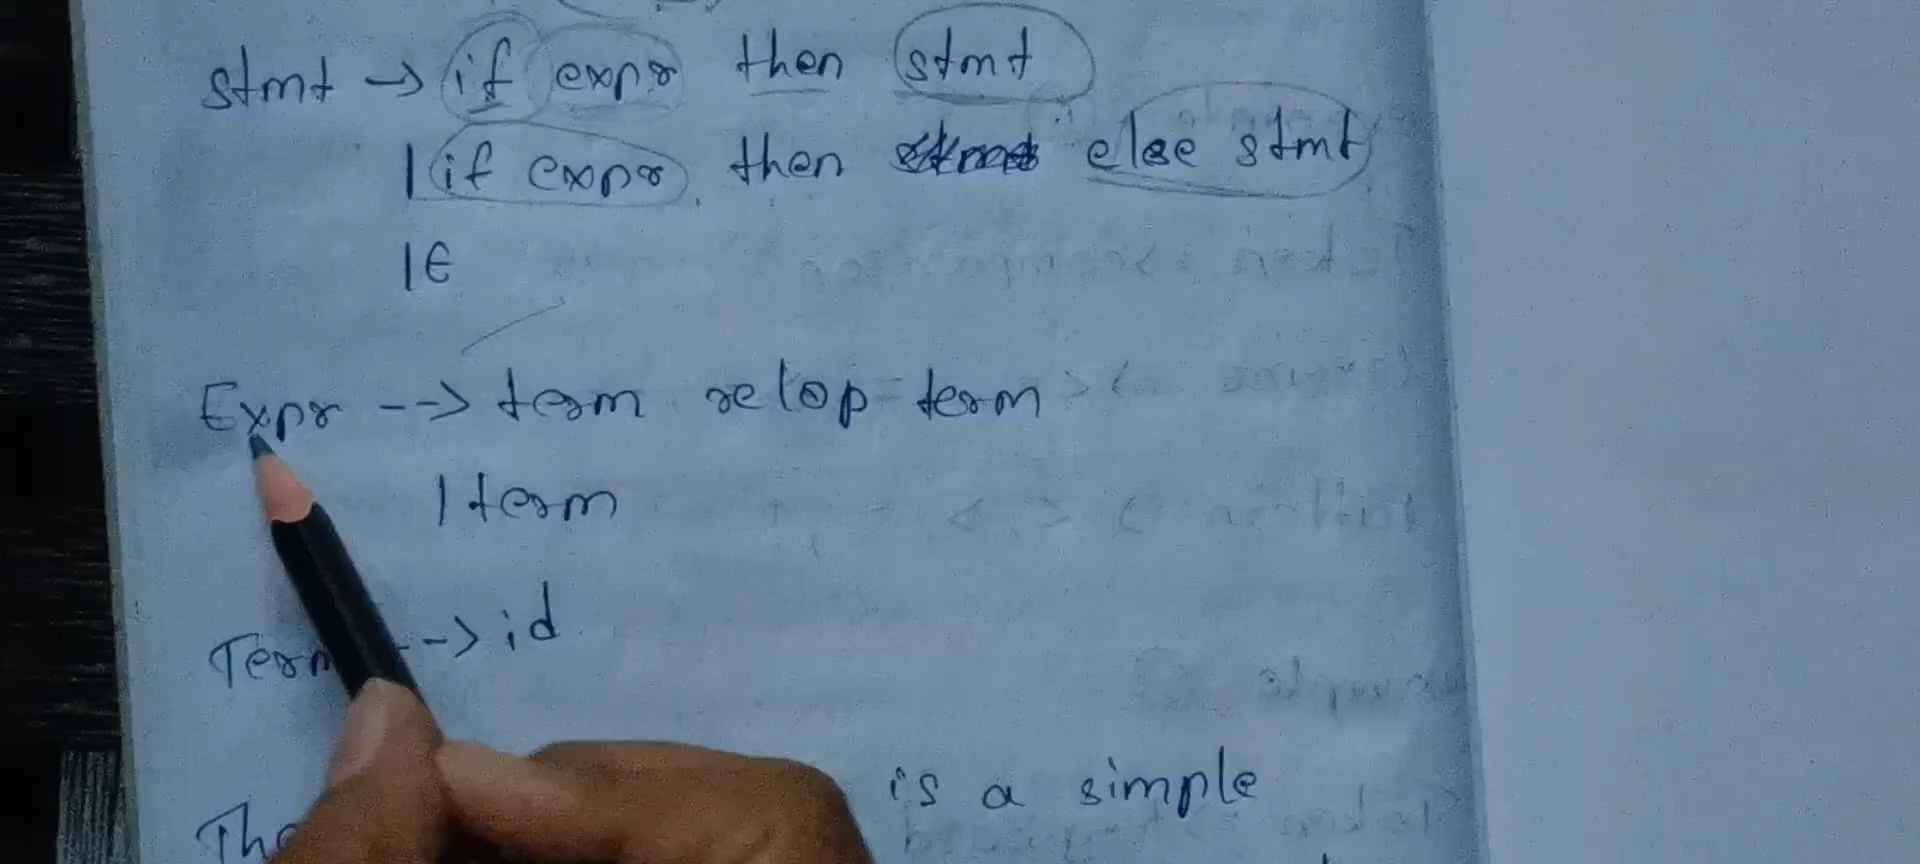 stmt → if expr then stmt
| if expr then else stmt
| ∈
Expr --> term relop term
| term
Term --> id
The is a simple